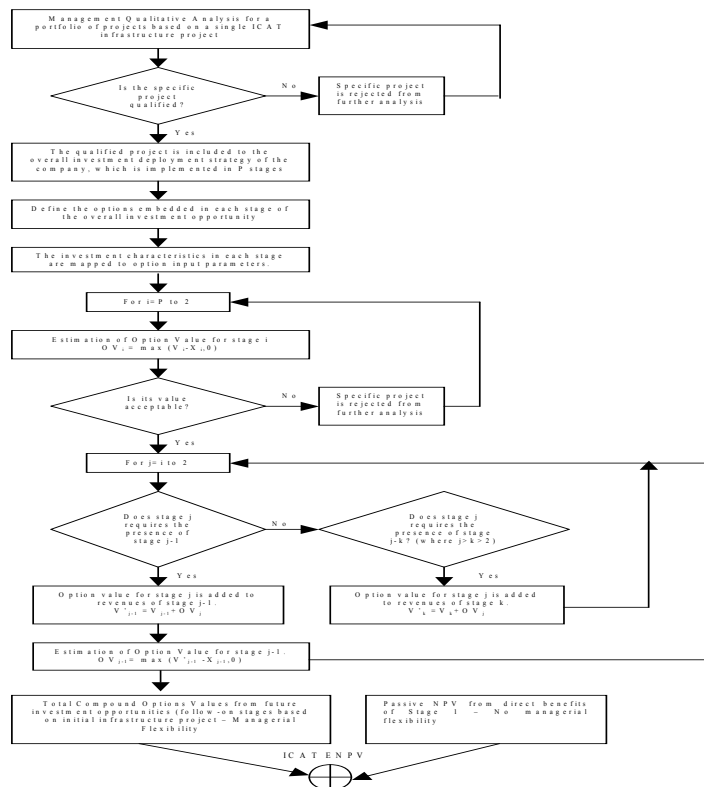 Management Qualitative Analysis for a
portfolio of projects based on a single ICAT
infrastructure project
Is the specific
project
qualified?
No
Specific project
is rejected from
further analysis
Yes
The qualified project is included to the
overall investment deployment strategy of the
company, which is implemented in P stages
Define the options embedded in each stage of
the overall investment opportunity
The investment characteristics in each stage
are mapped to option input parameters.
For i=P to 2
Estimation of Option Value for stage i
OV i = max (V i-X i,0)
Is its value
acceptable?
No
Specific project
is rejected from
further analysis
Yes
For j=i to 2
Does stage j
requires the
presence of
stage j-1
No
Does stage j
requires the
presence of stage
j-k? (where j>k>2)
Yes
Yes
Option value for stage j is added to
revenues of stage j-1.
V'j-1 =Vj-1+OVj
Option value for stage j is added
to revenues of stage k.
V'k =Vk+OVj
Estimation of Option Value for stage j-1.
OVj-1= max (V'j-1 -Xj-1,0)
Total Compound Options Values from future
investment opportunities (follow-on stages based
on initial infrastructure project – Managerial
Flexibility
Passive NPV from direct benefits
of Stage 1 – No managerial
flexibility
ICAT ENPV